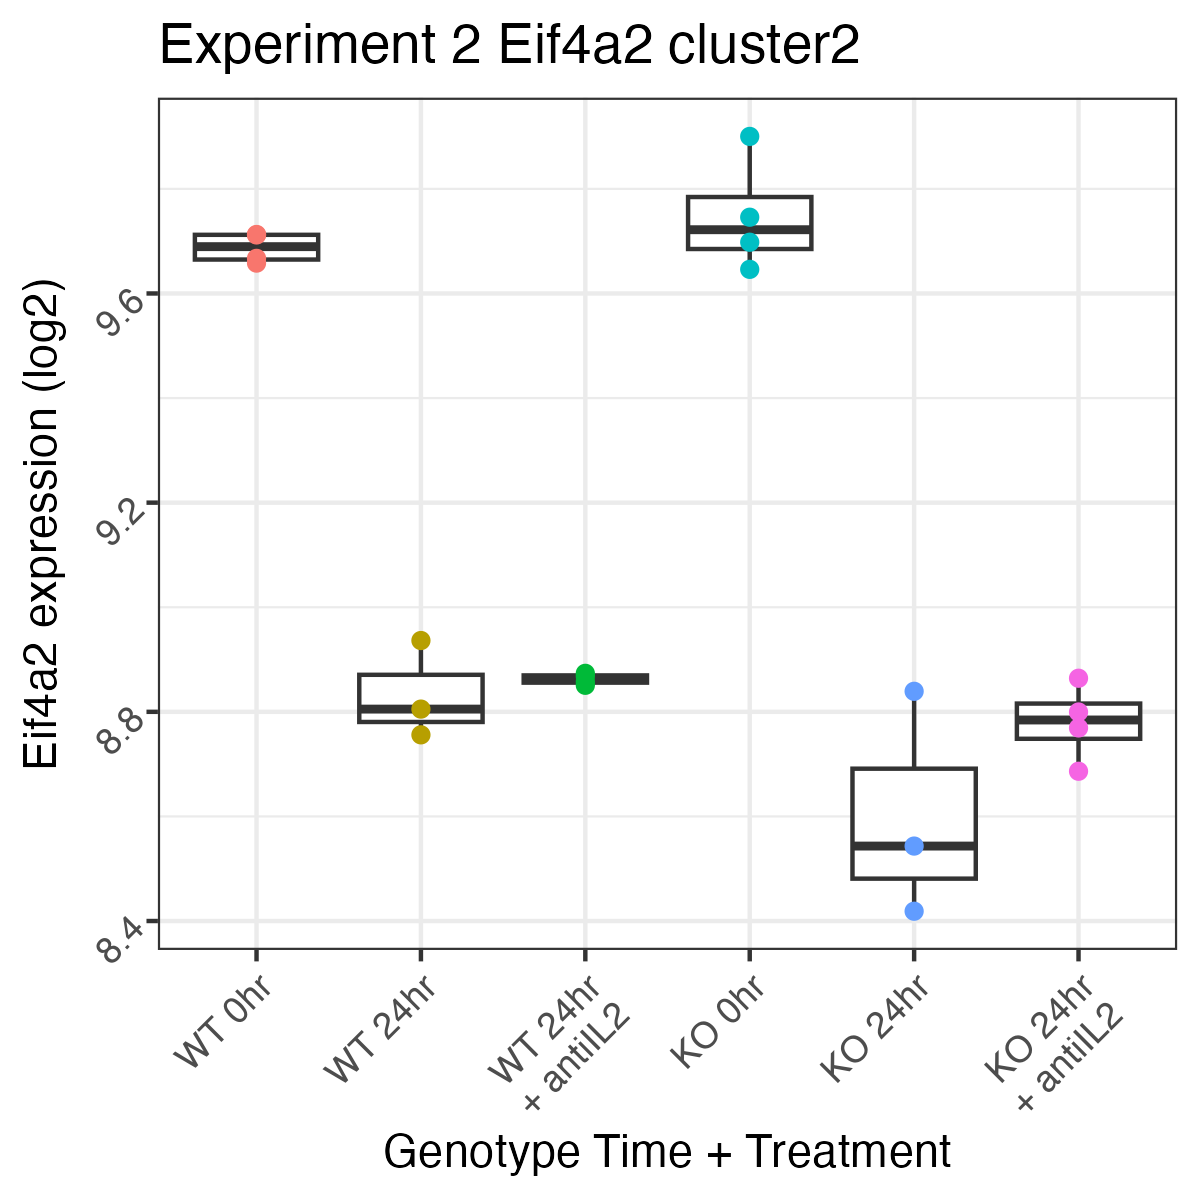 Experiment 2 Eif4a2 cluster2
Eif4a2 expression (log2)
9.6
9.2
8.8
8.4
WT 0hr
WT 24hr
WT 24hr
+ antiIL2
KO 0hr
KO 24hr
KO 24hr
+ antiIL2
Genotype Time + Treatment